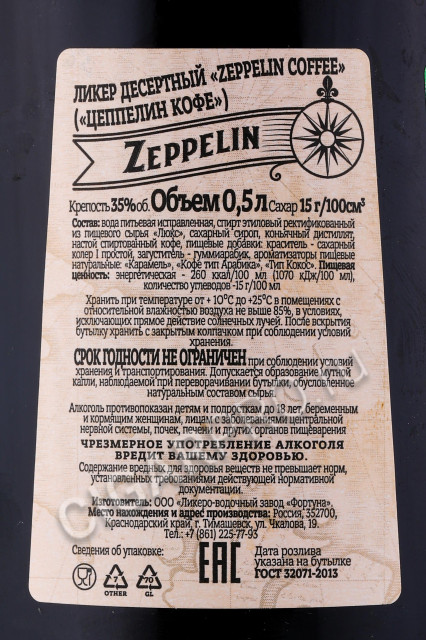 ЛИКЕР ДЕСЕРТНЫЙ «ZEPPELIN COFFEE»
(«ЦЕППЕЛИН КОФЕ»)
ZEPPELIN
Крепость 35%об. Объем 0,5 л Сахар 15 г/100см³
Состав: вода питьевая исправленная, спирт этиловый ректификованный
из пищевого сырья «Люкс», сахарный сироп, коньячный дистиллят,
настой спиртованный кофе, пищевые добавки: краситель - сахарный
колер I простой, загуститель - гуммиарабик, ароматизаторы пищевые
натуральные: «Карамель», «Кофе тип Арабика», «Тип Кокос». Пищевая
ценность: энергетическая - 260 ккал/100 мл (1070 кДж/100 мл),
количество углеводов -15 г/100 мл
Хранить при температуре от + 10°С до +25°С в помещениях с
относительной влажностью воздуха не выше 85%, в условиях,
исключающих прямое действие солнечных лучей. После вскрытия
бутылку хранить с закрытым колпачком при соблюдении условий
хранения.
СРОК ГОДНОСТИ НЕ ОГРАНИЧЕН при соблюдении условий
хранения и транспортирования. Допускается образование мутной
капли, наблюдаемой при переворачивании бутылки, обусловленное
натуральным составом сырья.
Алкоголь противопоказан детям и подросткам до 18 лет, беременным
и кормящим женщинам, лицам с заболеваниями центральной
нервной системы, почек, печени и других органов пищеварения
ЧРЕЗМЕРНОЕ УПОТРЕБЛЕНИЕ АЛКОГОЛЯ
ВРЕДИТ ВАШЕМУ ЗДОРОВЬЮ.
Содержание вредных для здоровья веществ не превышает норм,
установленных требованиями действующей нормативной
документации.
Изготовитель: ООО «Ликеро-водочный завод «Фортуна».
Место нахождения и адрес производства: Россия, 352700,
Краснодарский край, г. Тимашевск, ул. Чкалова, 19.
Тел.: +7 (861) 225-77-93
Сведения об упаковке:
7
OTHER
70
GL
ЕАС
Дата розлива
указана на бутылке
ГОСТ 32071-2013